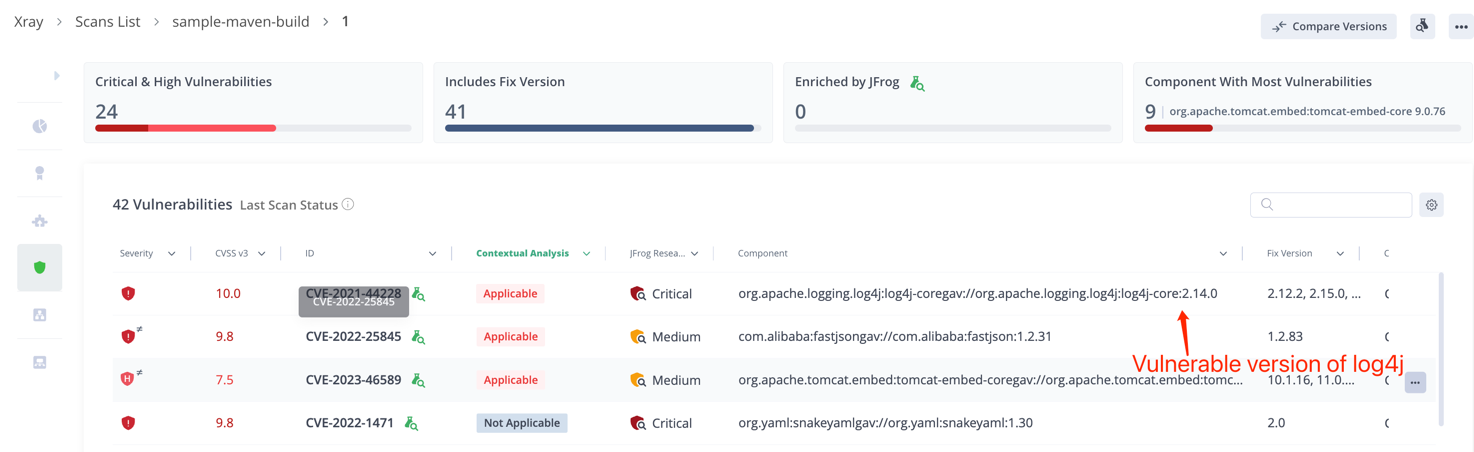 Xray > Scans List > sample-maven-build > 1
Compare Versions
Critical & High Vulnerabilities
24
Includes Fix Version
41
Enriched by JFrog
0
Component With Most Vulnerabilities
9 | org.apache.tomcat.embed:tomcat-embed-core 9.0.76
42 Vulnerabilities Last Scan Status
Severity CVSS v3 ID Contextual Analysis JFrog Resea... Component Fix Version
10.0 CVE-2021-44228 Applicable Critical org.apache.logging.log4j:log4j-coregav://org.apache.logging.log4j:log4j-core:2.14.0 2.12.2, 2.15.0, ...
CVE-2022-25845
9.8 CVE-2022-25845 Applicable Medium com.alibaba:fastjsongav://com.alibaba:fastjson:1.2.31 1.2.83
Vulnerable version of log4j
7.5 CVE-2023-46589 Applicable Medium org.apache.tomcat.embed:tomcat-embed-coregav://org.apache.tomcat.embed:tomc... 10.1.16, 11.0....
9.8 CVE-2022-1471 Not Applicable Critical org.yaml:snakeyamlgav://org.yaml:snakeyaml:1.30 2.0